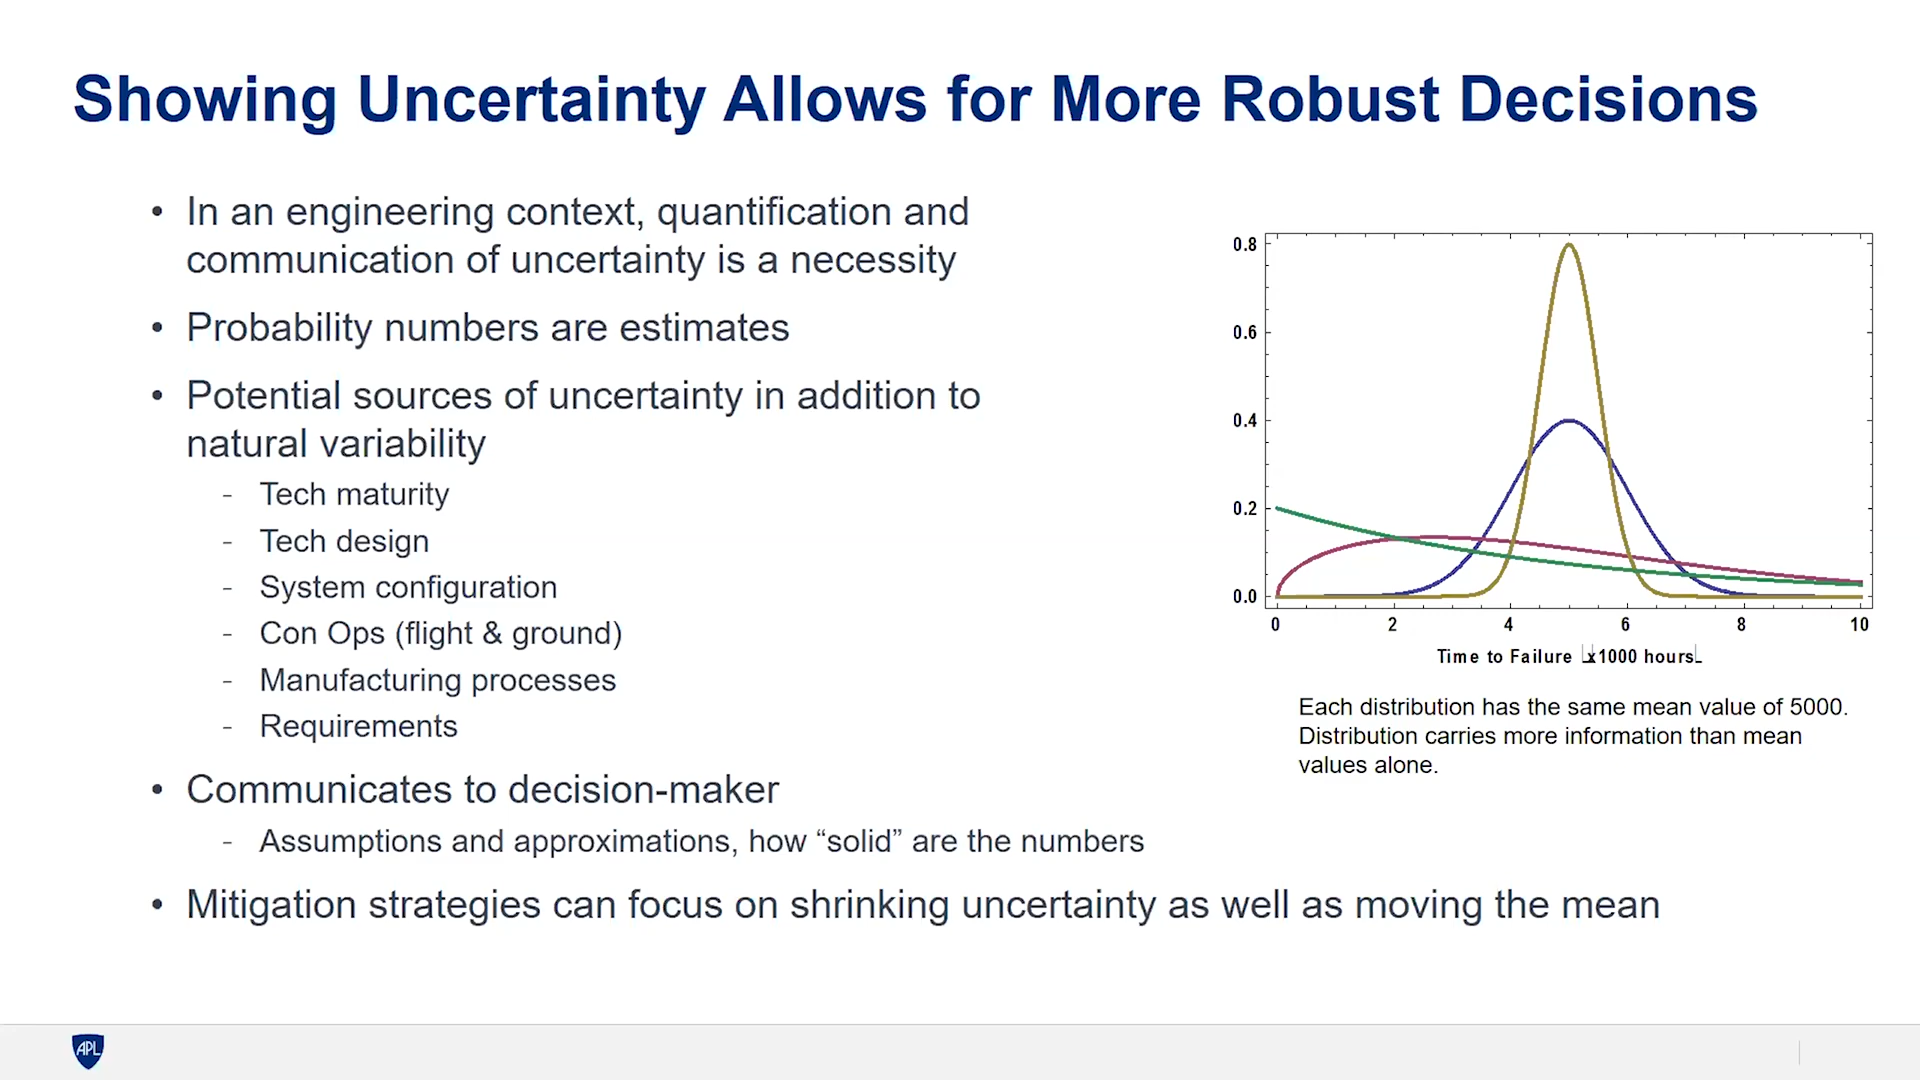 Showing Uncertainty Allows for More Robust Decisions
• In an engineering context, quantification and
communication of uncertainty is a necessity
• Probability numbers are estimates
• Potential sources of uncertainty in addition to
natural variability
- Tech maturity
- Tech design
- System configuration
- Con Ops (flight & ground)
- Manufacturing processes
- Requirements
• Communicates to decision-maker
- Assumptions and approximations, how “solid” are the numbers
• Mitigation strategies can focus on shrinking uncertainty as well as moving the mean
0.8
0.6
0.4
0.2
0.0
0 2 4 6 8 10
Time to Failure x1000 hours
Each distribution has the same mean value of 5000.
Distribution carries more information than mean
values alone.
APL